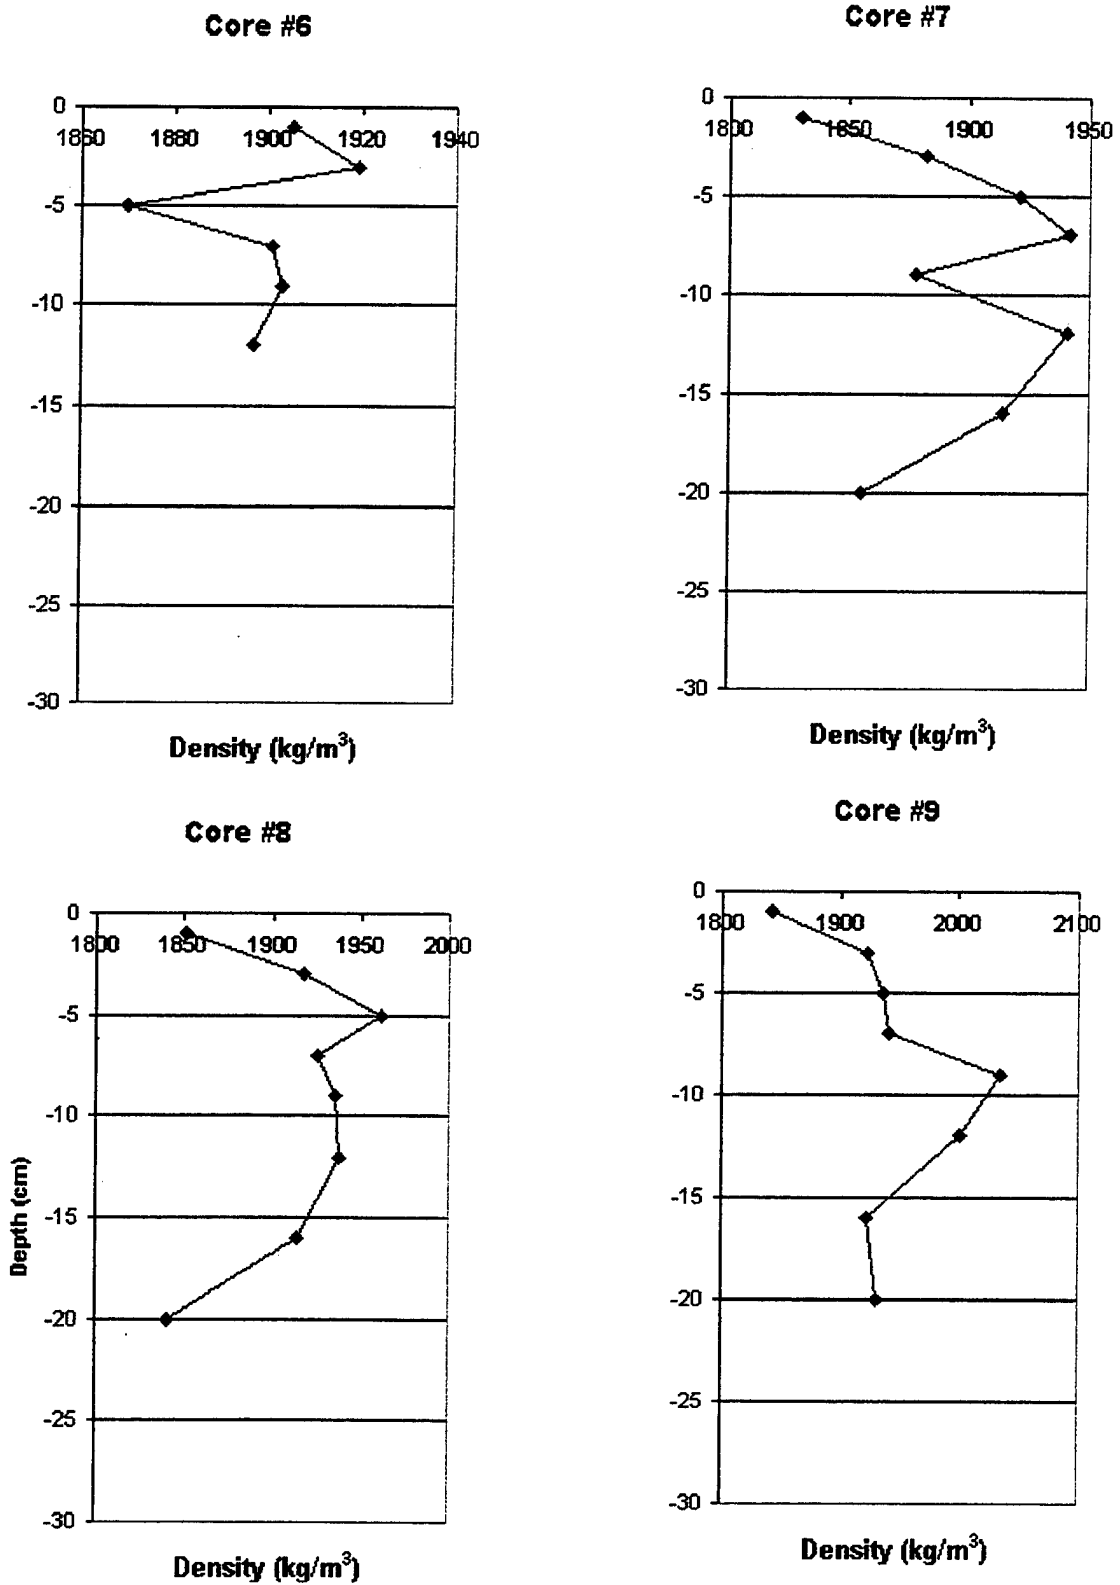 Core #6
0
1860 1880 1900 1920 1940
-5
-10
-15
-20
-25
-30
Density (kg/m³)
Core #7
0
1800 1850 1900 1950
-5
-10
-15
-20
-25
-30
Density (kg/m³)
Core #8
0
1800 1850 1900 1950 2000
-5
-10
-15
-20
-25
-30
Depth (cm)
Density (kg/m³)
Core #9
0
1800 1900 2000 2100
-5
-10
-15
-20
-25
-30
Density (kg/m³)